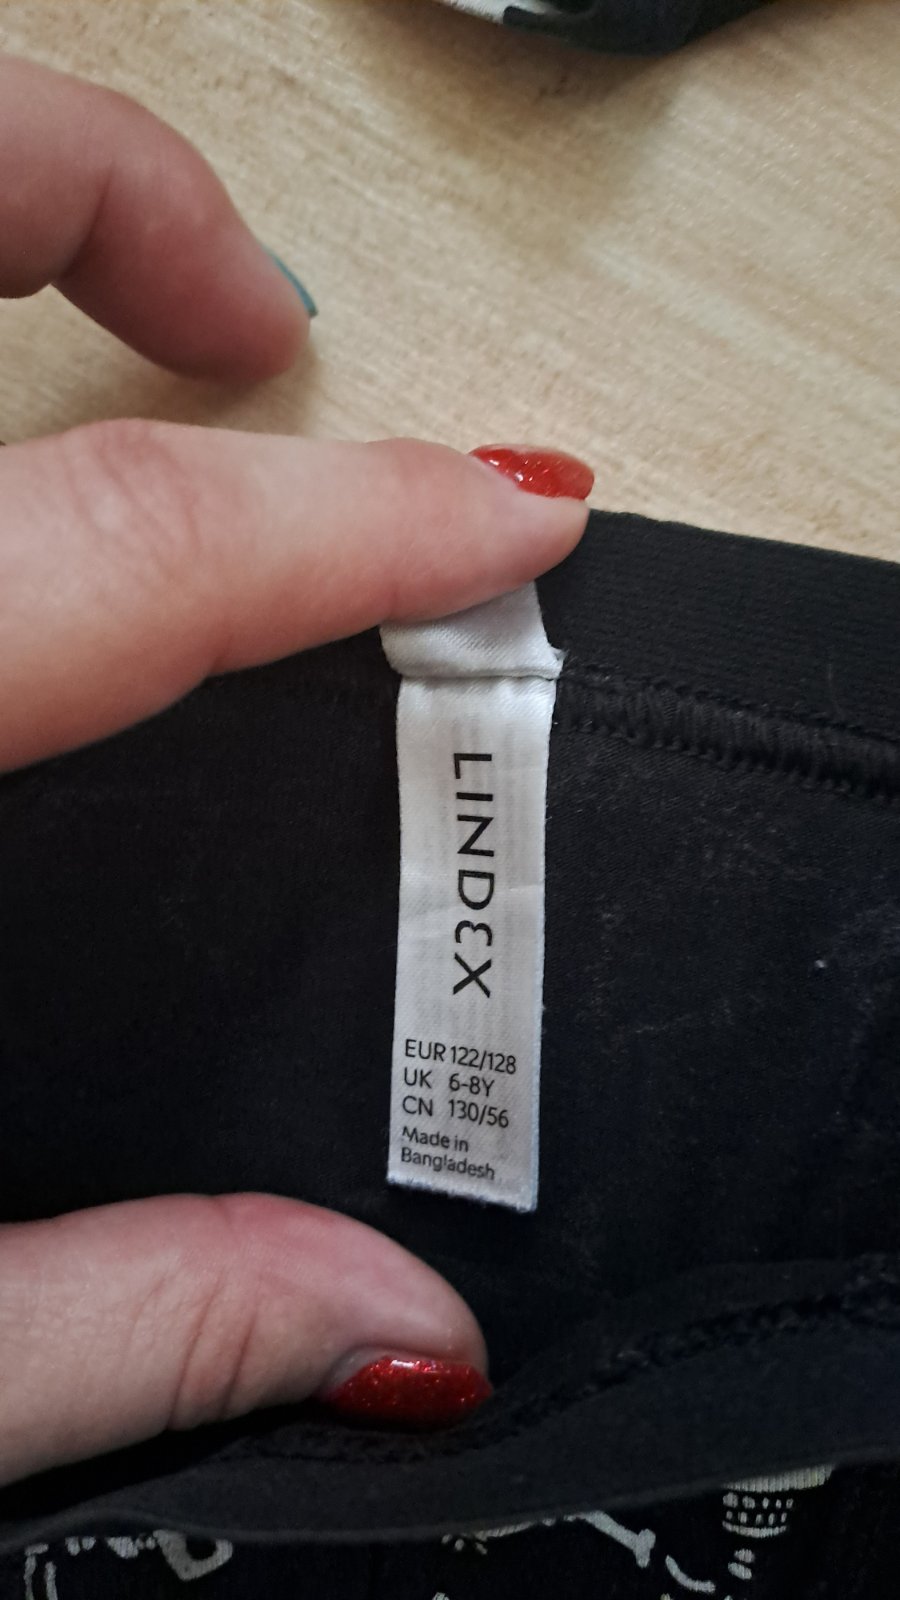 LINDEX
EUR 122/128
UK 6-8Y
CN 130/56
Made in
Bangladesh